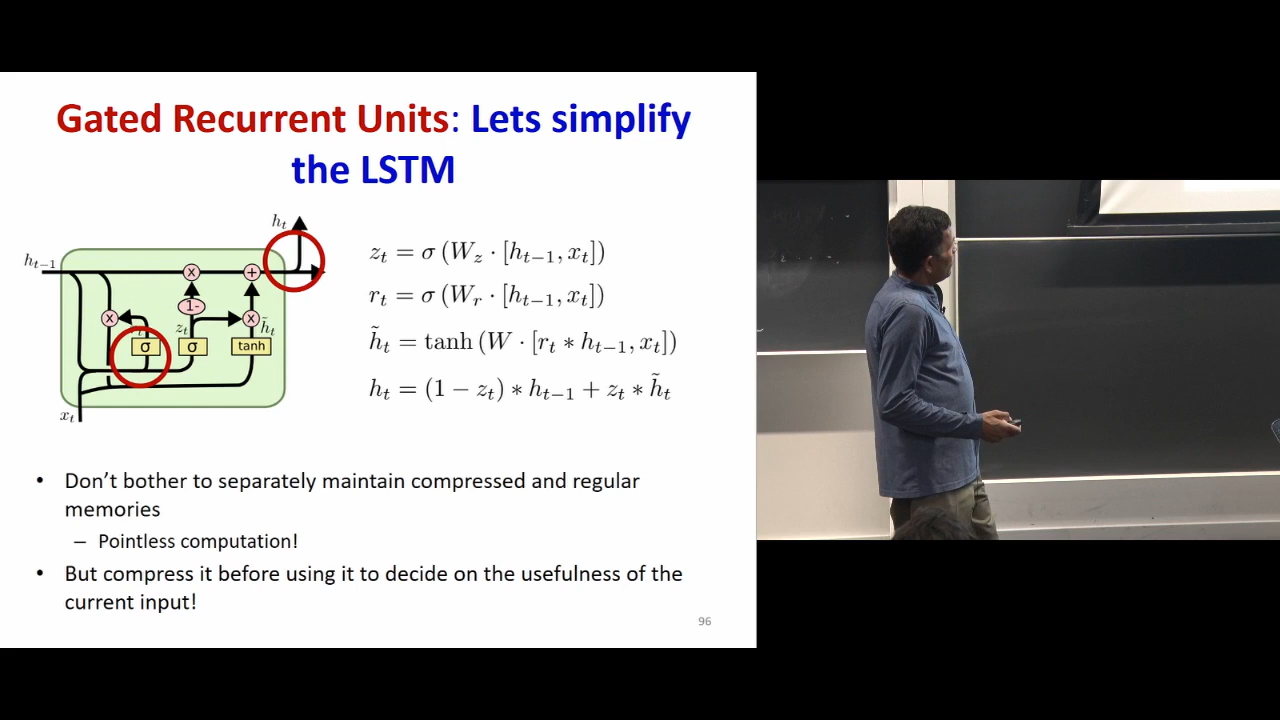 Gated Recurrent Units: Lets simplify
the LSTM
h_t
h_{t-1}
x
+
1-
x
z_t
x
h̃_t
σ
σ
tanh
x_t
z_t = σ (W_z · [h_{t-1}, x_t])
r_t = σ (W_r · [h_{t-1}, x_t])
h̃_t = tanh (W · [r_t * h_{t-1}, x_t])
h_t = (1 − z_t) * h_{t-1} + z_t * h̃_t
• Don’t bother to separately maintain compressed and regular
memories
– Pointless computation!
• But compress it before using it to decide on the usefulness of the
current input!
96